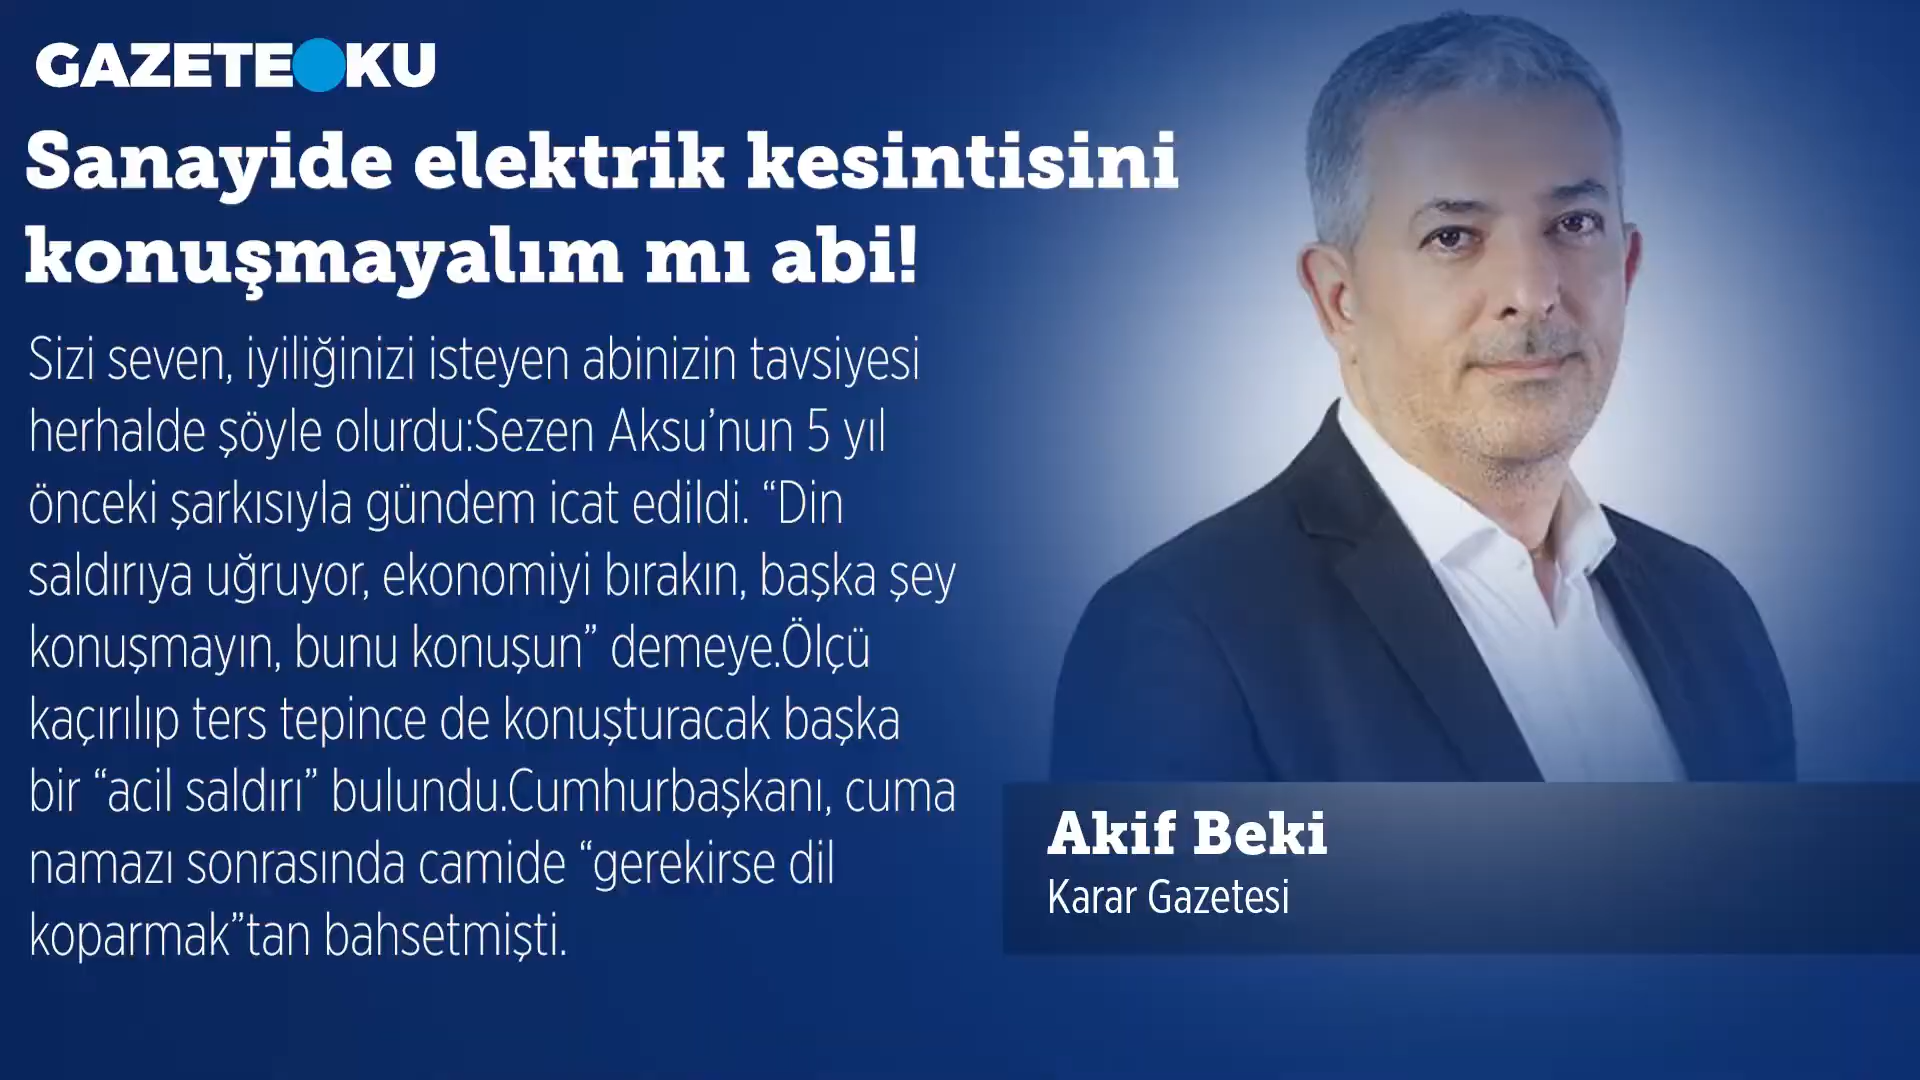 GAZETE OKU
Sanayide elektrik kesintisini
konuşmayalım mı abi!
Sizi seven, iyiliğinizi isteyen abinizin tavsiyesi
herhalde şöyle olurdu:Sezen Aksu’nun 5 yıl
önceki şarkısıyla gündem icat edildi. “Din
saldırıya uğruyor, ekonomiyi bırakın, başka şey
konuşmayın, bunu konuşun” demeye.Ölçü
kaçırılıp ters tepince de konuşturacak başka
bir “acil saldırı” bulundu.Cumhurbaşkanı, cuma
namazı sonrasında camide “gerekirse dil
koparmak”tan bahsetmişti.
Akif Beki
Karar Gazetesi